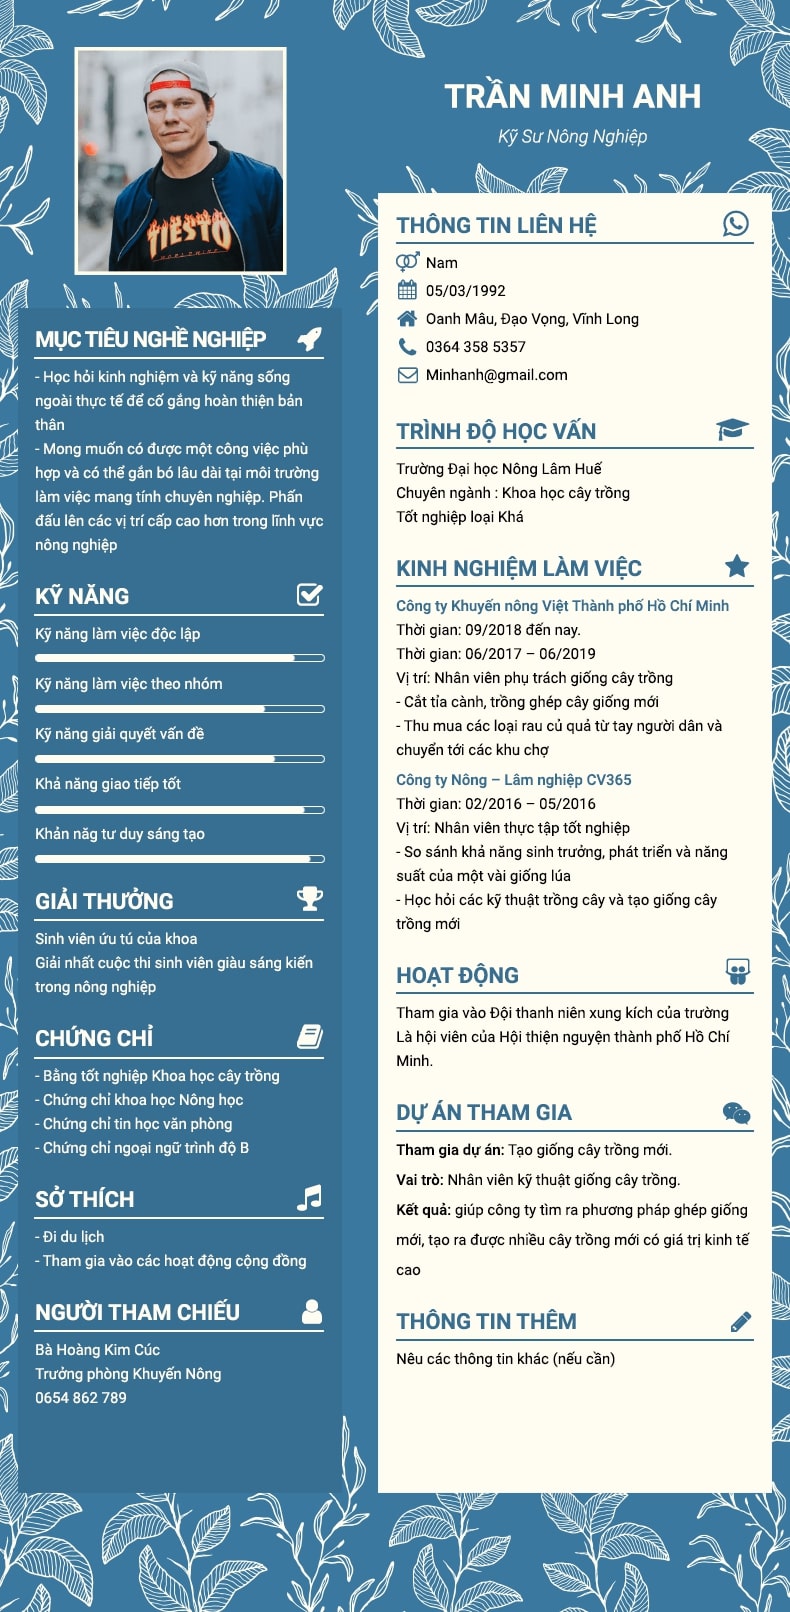 TRẦN MINH ANH
Kỹ Sư Nông Nghiệp
TIESTO
WORLDWIDE
MỤC TIÊU NGHỀ NGHIỆP
- Học hỏi kinh nghiệm và kỹ năng sống
ngoài thực tế để cố gắng hoàn thiện bản
thân
- Mong muốn có được một công việc phù
hợp và có thể gắn bó lâu dài tại môi trường
làm việc mang tính chuyên nghiệp. Phấn
đấu lên các vị trí cấp cao hơn trong lĩnh vực
nông nghiệp
KỸ NĂNG
Kỹ năng làm việc độc lập
Kỹ năng làm việc theo nhóm
Kỹ năng giải quyết vấn đề
Khả năng giao tiếp tốt
Khản năg tư duy sáng tạo
GIẢI THƯỞNG
Sinh viên ứu tú của khoa
Giải nhất cuộc thi sinh viên giàu sáng kiến
trong nông nghiệp
CHỨNG CHỈ
- Bằng tốt nghiệp Khoa học cây trồng
- Chứng chỉ khoa học Nông học
- Chứng chỉ tin học văn phòng
- Chứng chỉ ngoại ngữ trình độ B
SỞ THÍCH
- Đi du lịch
- Tham gia vào các hoạt động cộng đồng
NGƯỜI THAM CHIẾU
Bà Hoàng Kim Cúc
Trưởng phòng Khuyến Nông
0654 862 789
THÔNG TIN LIÊN HỆ
Nam
05/03/1992
Oanh Mâu, Đạo Vọng, Vĩnh Long
0364 358 5357
Minhanh@gmail.com
TRÌNH ĐỘ HỌC VẤN
Trường Đại học Nông Lâm Huế
Chuyên ngành : Khoa học cây trồng
Tốt nghiệp loại Khá
KINH NGHIỆM LÀM VIỆC
Công ty Khuyến nông Việt Thành phố Hồ Chí Minh
Thời gian: 09/2018 đến nay.
Thời gian: 06/2017 – 06/2019
Vị trí: Nhân viên phụ trách giống cây trồng
- Cắt tỉa cành, trồng ghép cây giống mới
- Thu mua các loại rau củ quả từ tay người dân và
chuyển tới các khu chợ
Công ty Nông – Lâm nghiệp CV365
Thời gian: 02/2016 – 05/2016
Vị trí: Nhân viên thực tập tốt nghiệp
- So sánh khả năng sinh trưởng, phát triển và năng
suất của một vài giống lúa
- Học hỏi các kỹ thuật trồng cây và tạo giống cây
trồng mới
HOẠT ĐỘNG
Tham gia vào Đội thanh niên xung kích của trường
Là hội viên của Hội thiện nguyện thành phố Hồ Chí
Minh.
DỰ ÁN THAM GIA
Tham gia dự án: Tạo giống cây trồng mới.
Vai trò: Nhân viên kỹ thuật giống cây trồng.
Kết quả: giúp công ty tìm ra phương pháp ghép giống
mới, tạo ra được nhiều cây trồng mới có giá trị kinh tế
cao
THÔNG TIN THÊM
Nêu các thông tin khác (nếu cần)